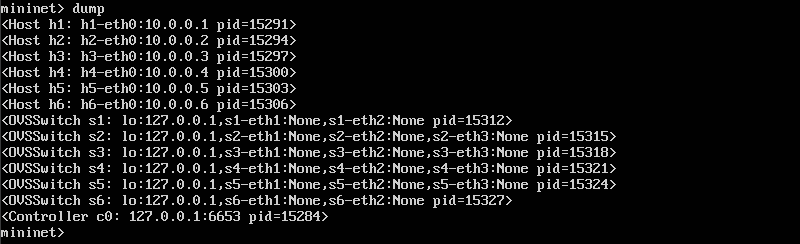 mininet> dump
<Host h1: h1-eth0:10.0.0.1 pid=15291>
<Host h2: h2-eth0:10.0.0.2 pid=15294>
<Host h3: h3-eth0:10.0.0.3 pid=15297>
<Host h4: h4-eth0:10.0.0.4 pid=15300>
<Host h5: h5-eth0:10.0.0.5 pid=15303>
<Host h6: h6-eth0:10.0.0.6 pid=15306>
<OVSSwitch s1: lo:127.0.0.1,s1-eth1:None,s1-eth2:None pid=15312>
<OVSSwitch s2: lo:127.0.0.1,s2-eth1:None,s2-eth2:None,s2-eth3:None pid=15315>
<OVSSwitch s3: lo:127.0.0.1,s3-eth1:None,s3-eth2:None,s3-eth3:None pid=15318>
<OVSSwitch s4: lo:127.0.0.1,s4-eth1:None,s4-eth2:None,s4-eth3:None pid=15321>
<OVSSwitch s5: lo:127.0.0.1,s5-eth1:None,s5-eth2:None,s5-eth3:None pid=15324>
<OVSSwitch s6: lo:127.0.0.1,s6-eth1:None,s6-eth2:None pid=15327>
<Controller c0: 127.0.0.1:6653 pid=15284>
mininet>